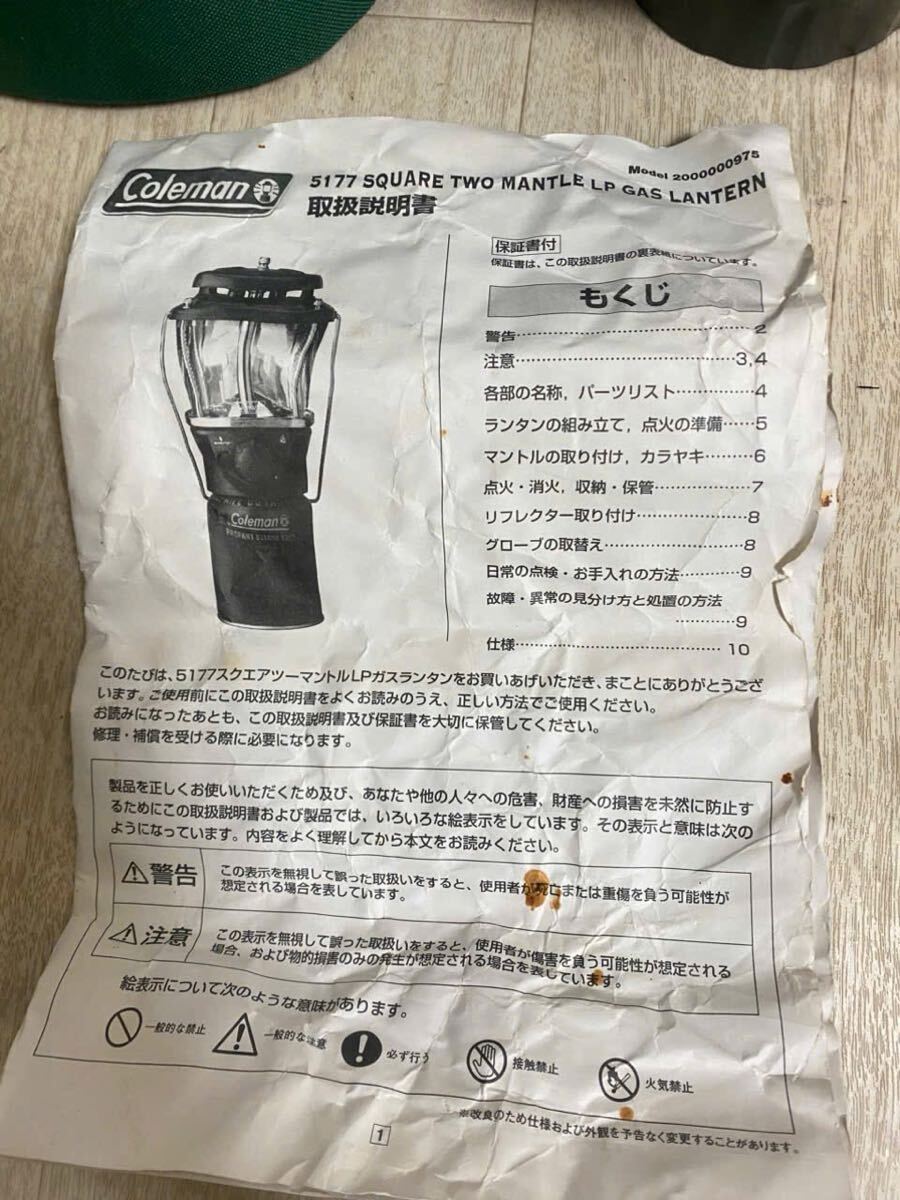 Coleman
Model 2000000975
5177 SQUARE TWO MANTLE LP GAS LANTERN
取扱説明書
保証書付
保証書は、この取扱説明書の裏表紙についています。
もくじ
警告……2
注意……3,4
各部の名称，パーツリスト……4
ランタンの組み立て，点火の準備……5
マントルの取り付け，カラヤキ……6
点火・消火，収納・保管……7
リフレクター取り付け……8
グローブの取替え……8
日常の点検・お手入れの方法……9
故障・異常の見分け方と処置の方法
……9
仕様……10
Coleman
このたびは、5177スクエアツーマントルLPガスランタンをお買いあげいただき、まことにありがとうござ
います。ご使用前にこの取扱説明書をよくお読みのうえ、正しい方法でご使用ください。
お読みになったあとも、この取扱説明書及び保証書を大切に保管してください。
修理・補償を受ける際に必要になります。
製品を正しくお使いいただくため及び、あなたや他の人々への危害、財産への損害を未然に防止す
るためにこの取扱説明書および製品では、いろいろな絵表示をしています。その表示と意味は次の
ようになっています。内容をよく理解してから本文をお読みください。
警告
この表示を無視して誤った取扱いをすると、使用者が死亡または重傷を負う可能性が
想定される場合を表しています。
注意
この表示を無視して誤った取扱いをすると、使用者が傷害を負う可能性が想定される
場合、および物的損害のみの発生が想定される場合を表しています。
絵表示について次のような意味があります。
一般的な禁止
一般的な注意
必ず行う
接触禁止
火気禁止
※改良のため仕様および外観を予告なく変更することがあります。
1